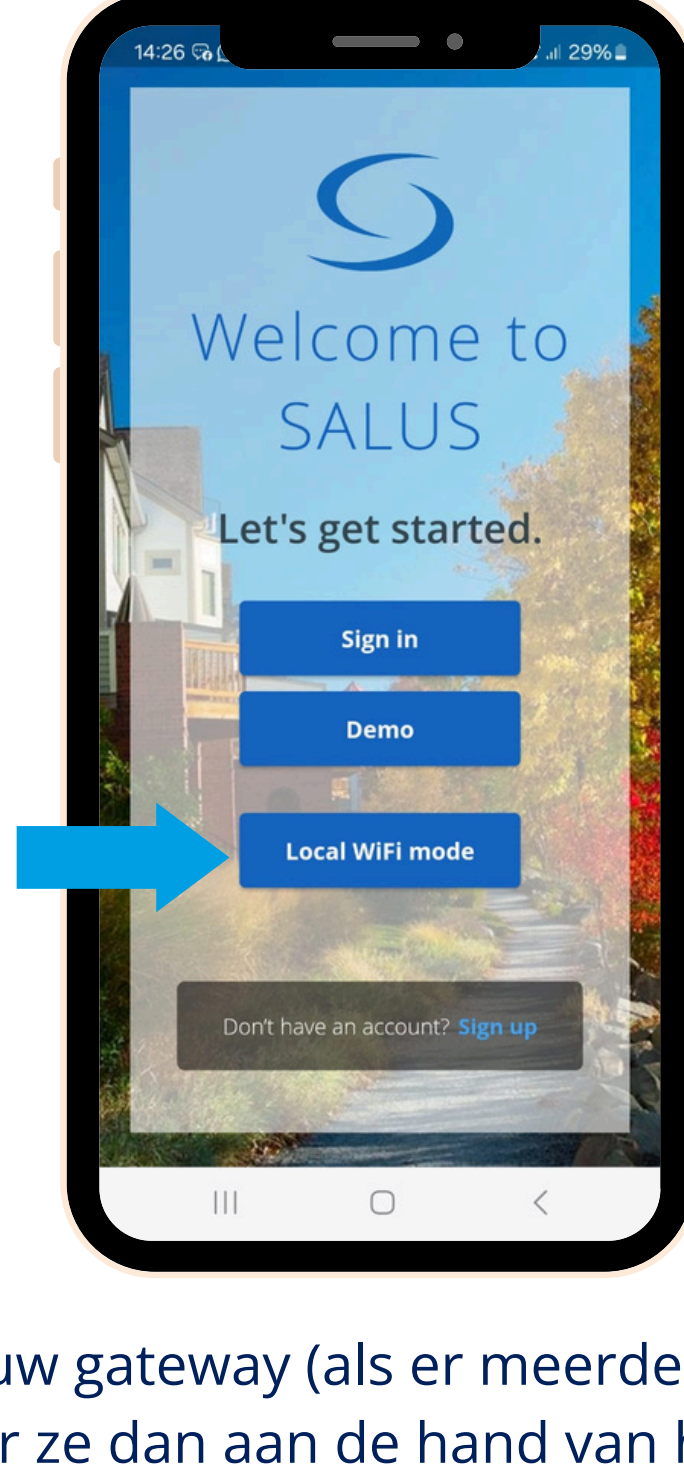 14:26
29%
Welcome to
SALUS
Let's get started.
Sign in
Demo
Local WiFi mode
Don't have an account? Sign up
uw gateway (als er meerde
ze dan aan de hand van